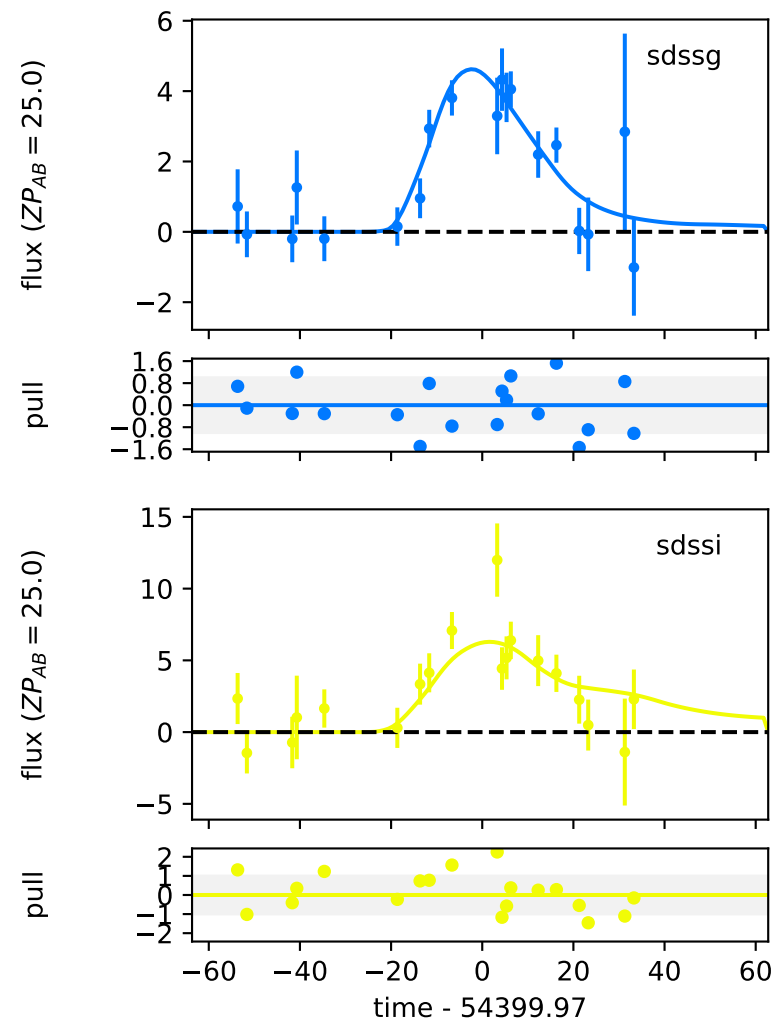 6
4
2
0
−2
flux (ZP_AB = 25.0)
sdssg
1.6
0.8
0.0
−0.8
−1.6
pull
15
10
5
0
−5
flux (ZP_AB = 25.0)
sdssi
2
1
0
−1
−2
pull
−60 −40 −20 0 20 40 60
time - 54399.97